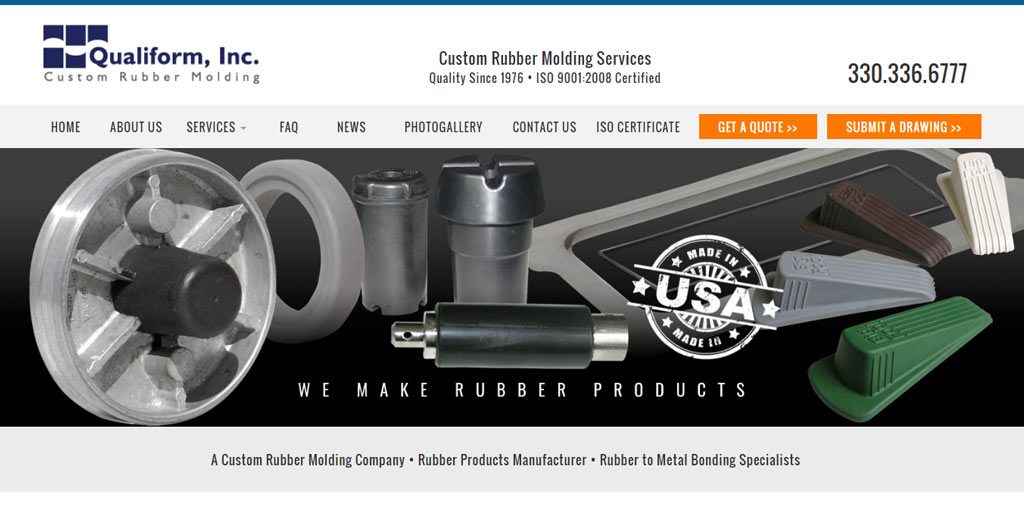 Qualiform, Inc.
Custom Rubber Molding
Custom Rubber Molding Services
Quality Since 1976 • ISO 9001:2008 Certified
330.336.6777
HOME ABOUT US SERVICES FAQ NEWS PHOTOGALLERY CONTACT US ISO CERTIFICATE GET A QUOTE >> SUBMIT A DRAWING >>
MADE IN
USA
MADE IN
WE MAKE RUBBER PRODUCTS
A Custom Rubber Molding Company • Rubber Products Manufacturer • Rubber to Metal Bonding Specialists